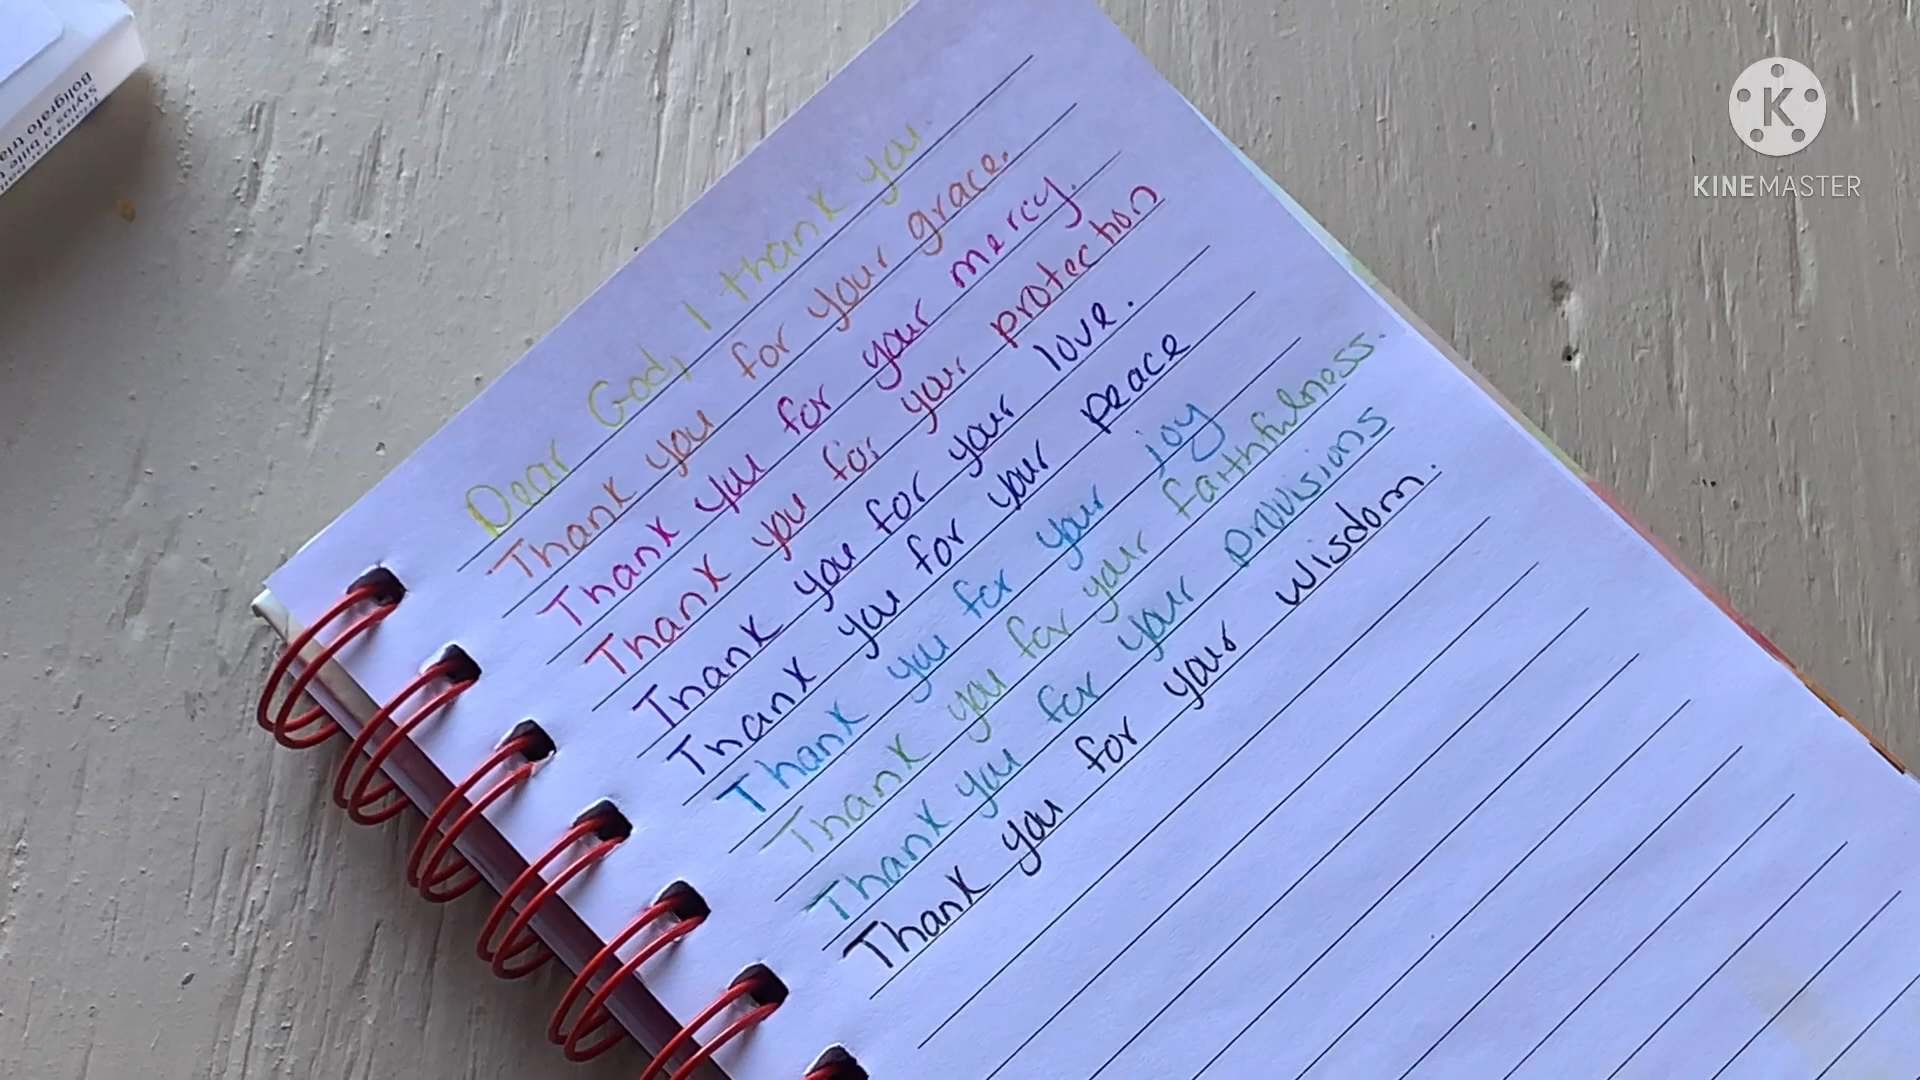 Dear God, I thank you.
Thank you for your grace.
Thank you for your mercy.
Thank you for your protection
Thank you for your love.
Thank you for your peace
Thank you for your joy
Thank you for your faithfulness.
Thank you for your provisions
Thank you for your wisdom.
KINEMASTER